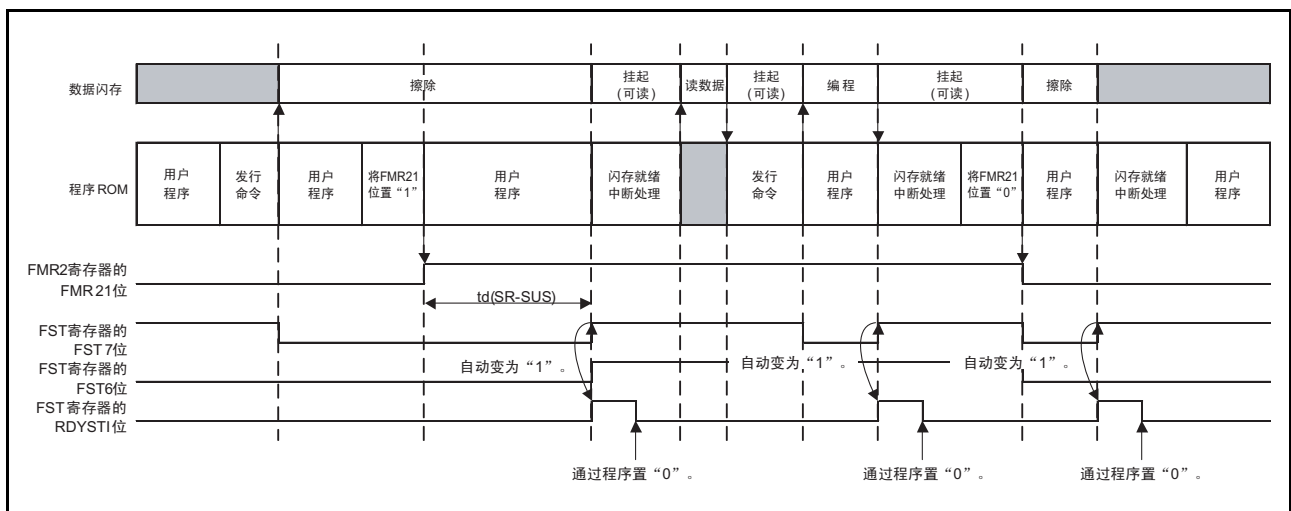 数据闪存
擦除
挂起
(可读)
读数据
挂起
(可读)
编程
挂起
(可读)
擦除
程序ROM
用户
程序
发行
命令
用户
程序
将FMR21
位置“1”
用户
程序
闪存就绪
中断处理
发行
命令
用户
程序
闪存就绪
中断处理
将FMR21
位置“0”
用户
程序
闪存就绪
中断处理
用户
程序
FMR2寄存器的
FMR21位
td(SR-SUS)
FST寄存器的
FST7位
FST寄存器的
FST6位
自动变为“1”。
自动变为“1”。
自动变为“1”。
FST寄存器的
RDYSTI位
通过程序置“0”。
通过程序置“0”。
通过程序置“0”。